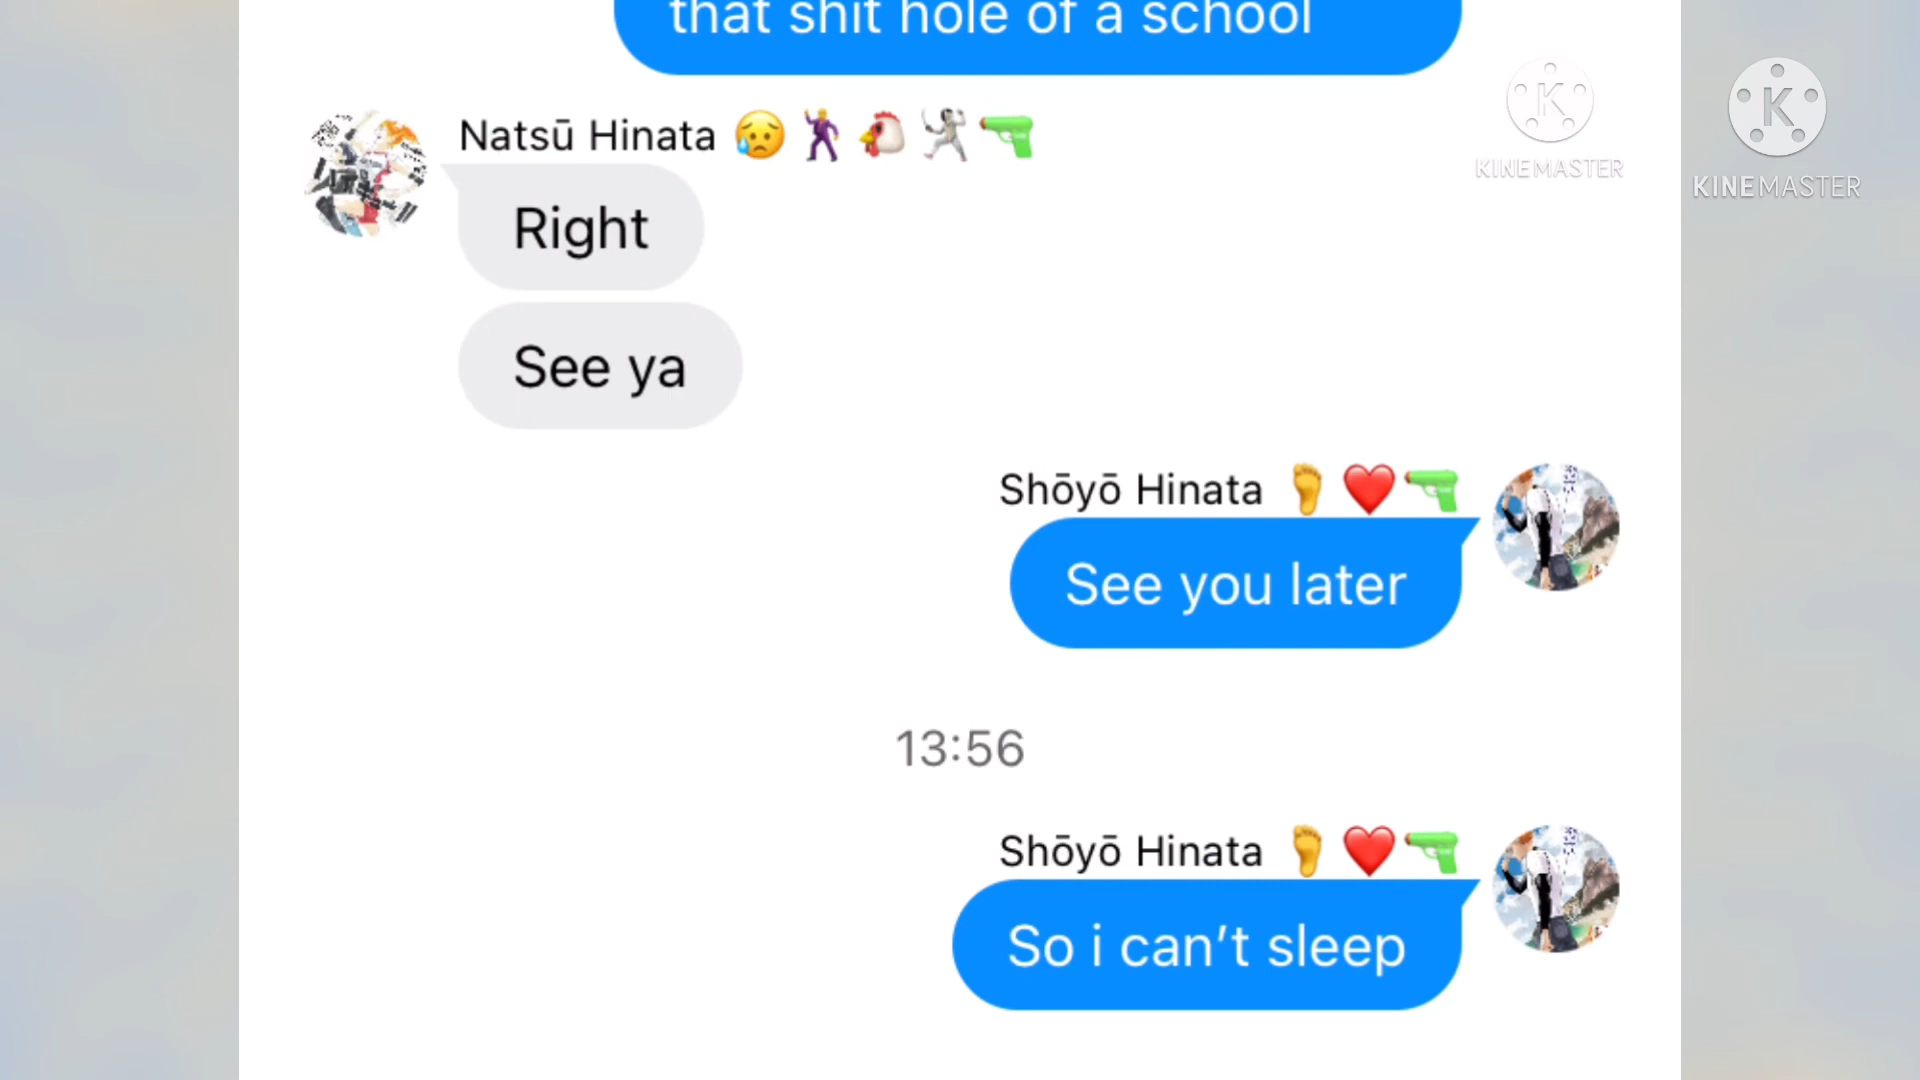 that shit hole of a school
Natsū Hinata 😥🕺🐔🤺🔫
Right
See ya
Shōyō Hinata 🦶❤️🔫
See you later
13:56
Shōyō Hinata 🦶❤️🔫
So i can’t sleep
KINEMASTER
KINEMASTER